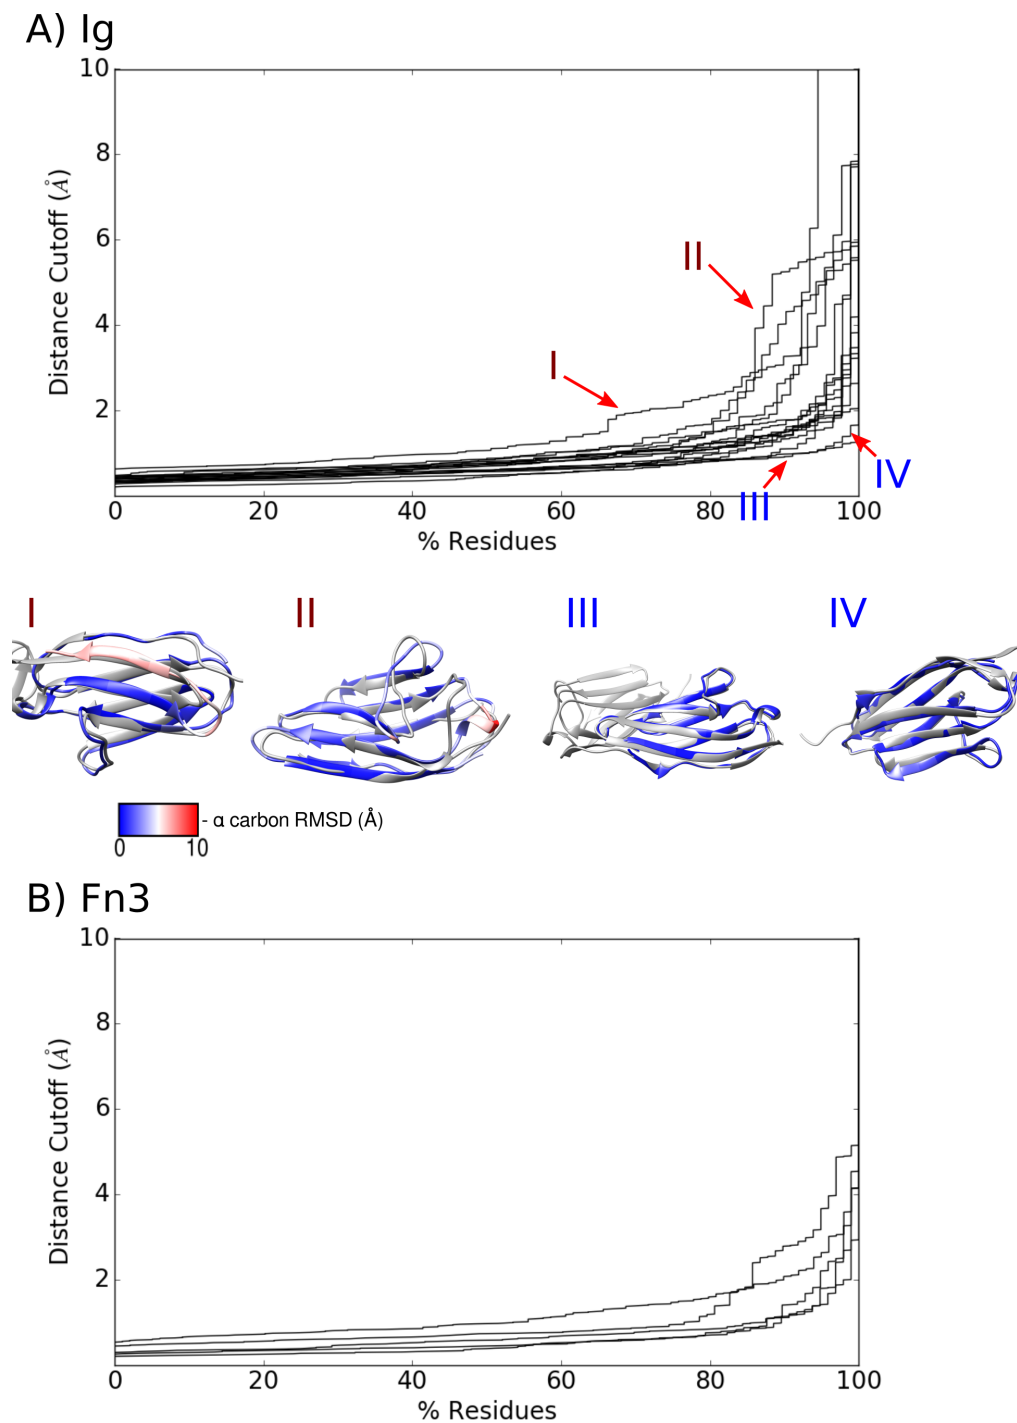 A) Ig
10
8
6
4
2
Distance Cutoff (Å)
II
I
III
IV
0 20 40 60 80 100
% Residues
I II III IV
- α carbon RMSD (Å)
0 10
B) Fn3
10
8
6
4
2
Distance Cutoff (Å)
0 20 40 60 80 100
% Residues